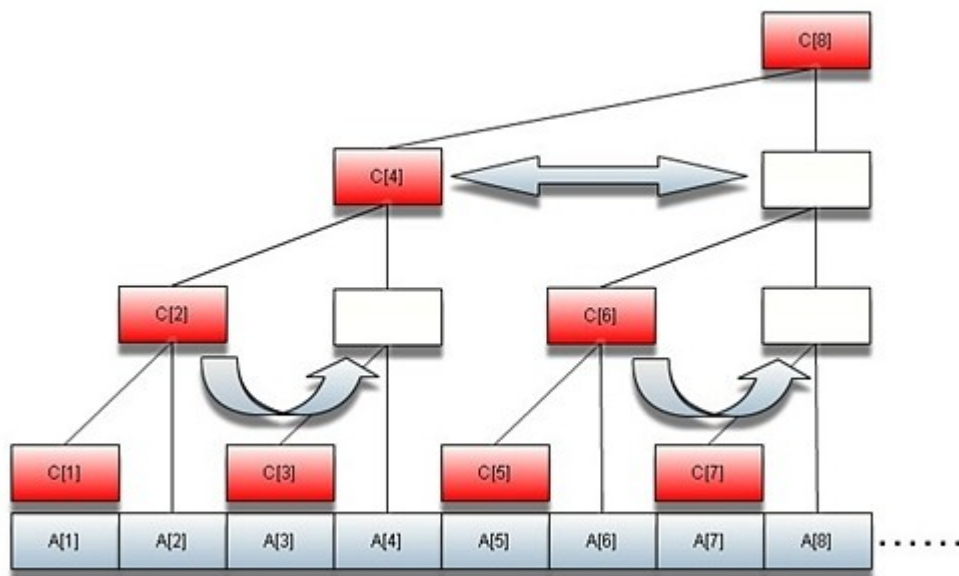 C[8]
C[4]
C[2]
C[6]
C[1]
C[3]
C[5]
C[7]
A[1] A[2] A[3] A[4] A[5] A[6] A[7] A[8] ......